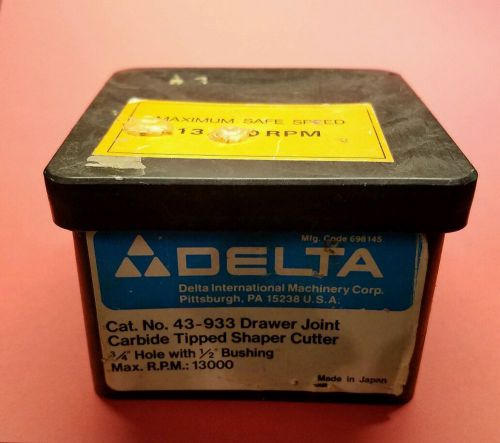 MAXIMUM SAFE SPEED
RPM
Mfg. Code 698145
DELTA
Delta International Machinery Corp.
Pittsburgh, PA 15238 U.S.A.
Cat. No. 43-933 Drawer Joint
Carbide Tipped Shaper Cutter
3/4" Hole with 1/2" Bushing
Max. R.P.M.: 13000
Made in Japan